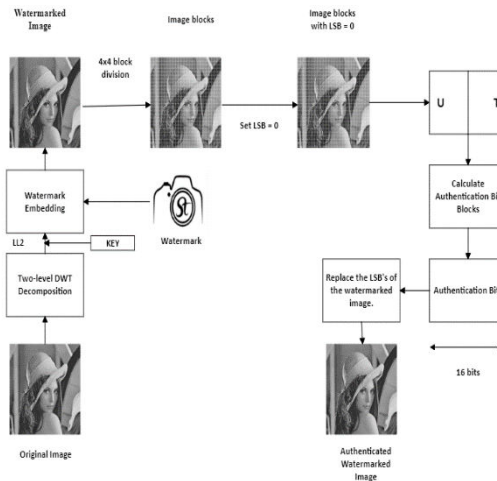 Watermarked
Image
Image blocks
Image blocks
with LSB = 0
4x4 block
division
Set LSB = 0
U
T
Calculate
Authentication Bi
Blocks
Watermark
Embedding
St
Watermark
LL2
KEY
Two-level DWT
Decomposition
Replace the LSB's of
the watermarked
image.
Authentication Bit
16 bits
Original Image
Authenticated
Watermarked
Image